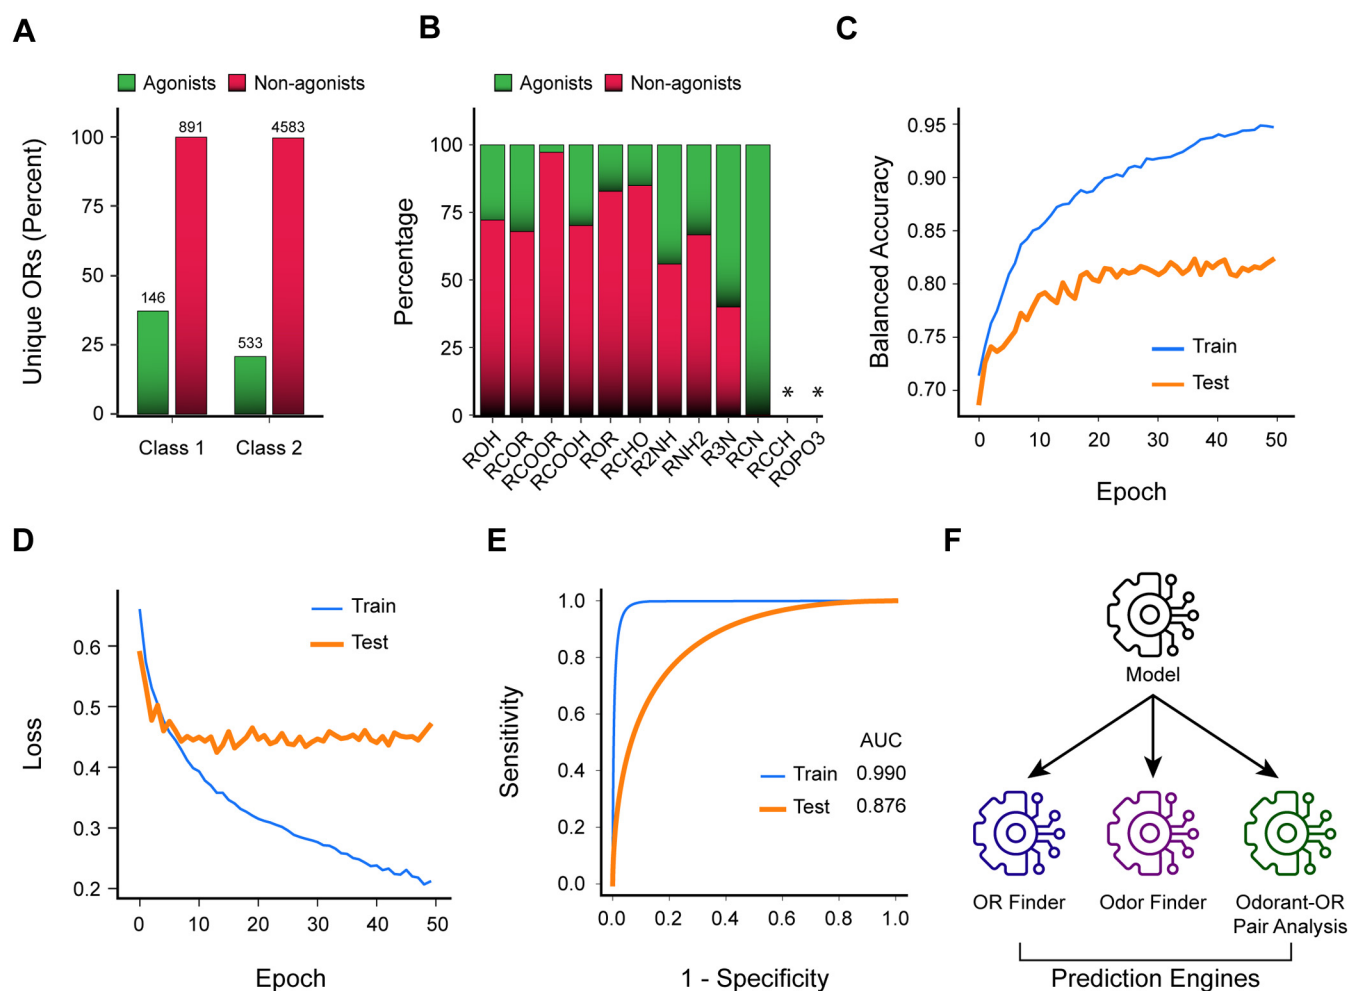 A
Agonists Non-agonists
Unique ORs (Percent)
100
75
50
25
0
146
891
533
4583
Class 1 Class 2
B
Agonists Non-agonists
Percentage
100
75
50
25
0
* *
ROH
RCOR
RCOOR
RCOOH
ROR
RCHO
R2NH
RNH2
R3N
RCN
RCCH
ROPO3
C
Balanced Accuracy
0.95
0.90
0.85
0.80
0.75
0.70
Train
Test
0 10 20 30 40 50
Epoch
D
Loss
0.6
0.5
0.4
0.3
0.2
Train
Test
0 10 20 30 40 50
Epoch
E
Sensitivity
1.0
0.8
0.6
0.4
0.2
0.0
AUC
Train 0.990
Test 0.876
0.0 0.2 0.4 0.6 0.8 1.0
1 - Specificity
F
Model
OR Finder
Odor Finder
Odorant-OR
Pair Analysis
Prediction Engines